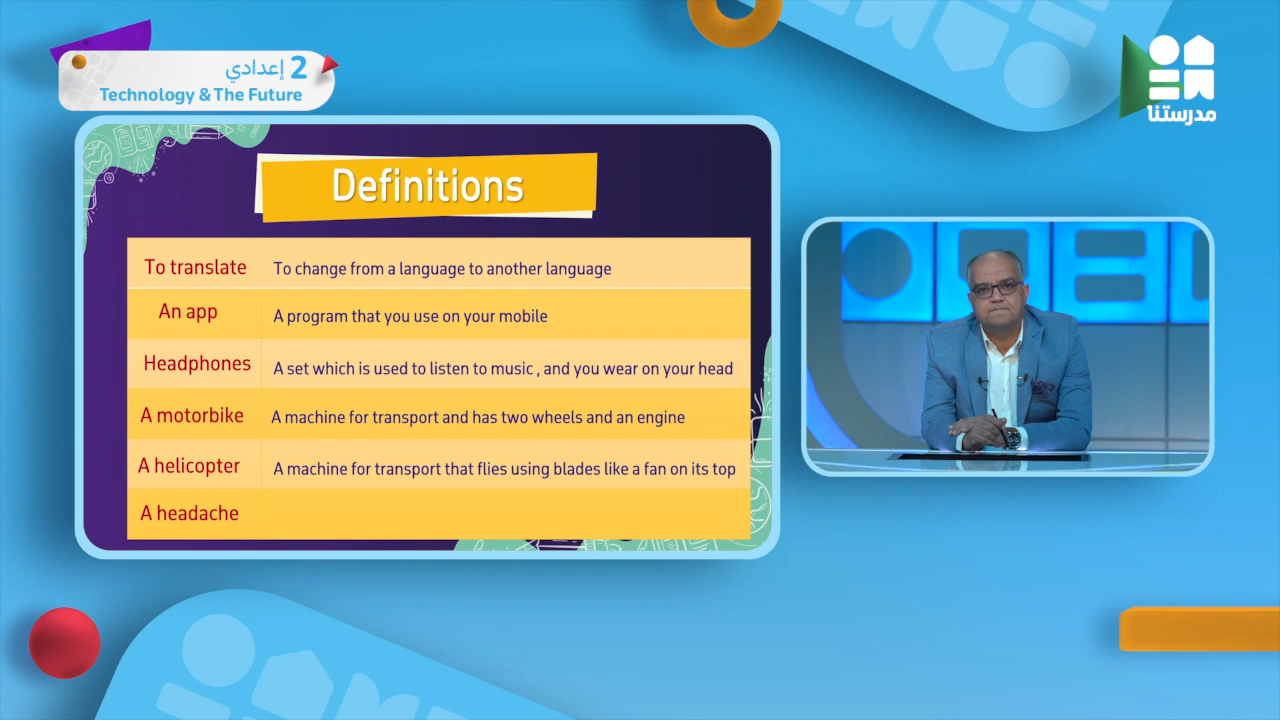 2 إعدادي
Technology & The Future
مدرستنا
Definitions
To translate To change from a language to another language
An app A program that you use on your mobile
Headphones A set which is used to listen to music , and you wear on your head
A motorbike A machine for transport and has two wheels and an engine
A helicopter A machine for transport that flies using blades like a fan on its top
A headache